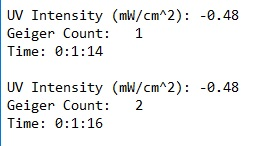 UV Intensity (mW/cm^2): -0.48
Geiger Count:   1
Time: 0:1:14

UV Intensity (mW/cm^2): -0.48
Geiger Count:   2
Time: 0:1:16